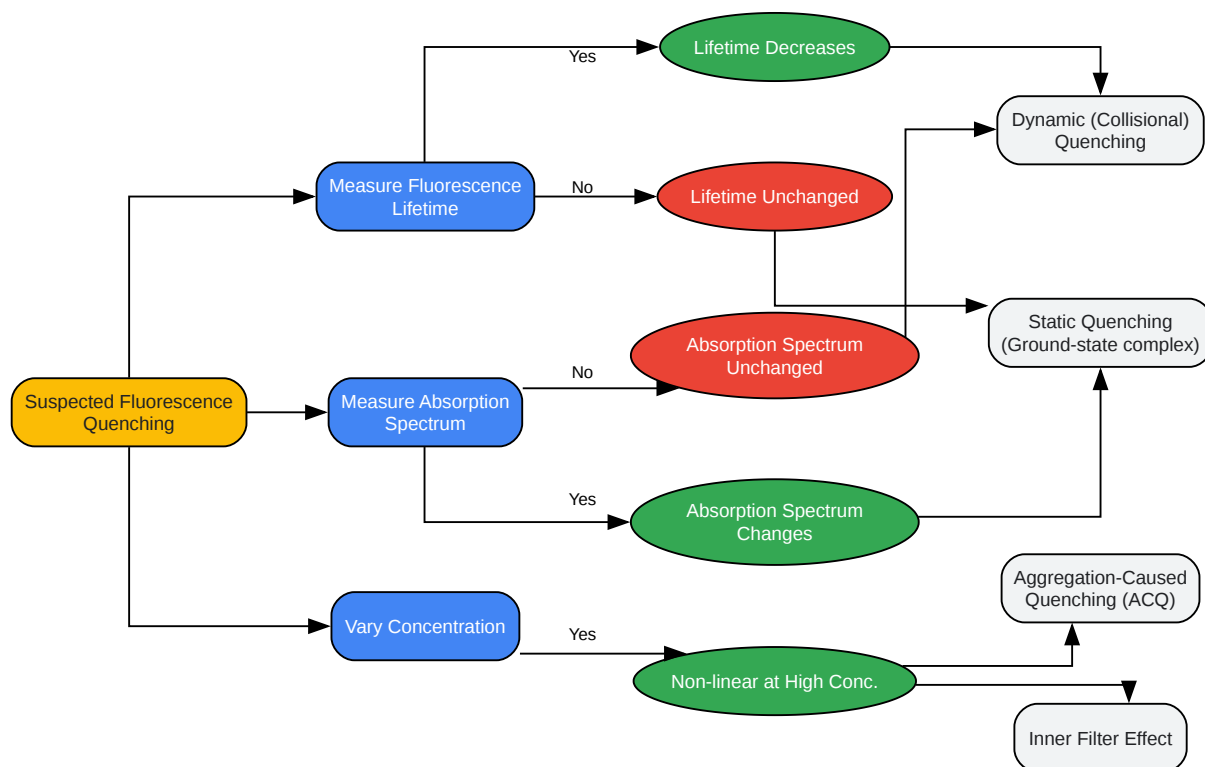 Lifetime Decreases
Yes
Dynamic (Collisional)
Quenching
Measure Fluorescence
Lifetime
No
Lifetime Unchanged
Static Quenching
(Ground-state complex)
Absorption Spectrum
Unchanged
No
Suspected Fluorescence
Quenching
Measure Absorption
Spectrum
Yes
Absorption Spectrum
Changes
Aggregation-Caused
Quenching (ACQ)
Vary Concentration
Yes
Non-linear at High Conc.
Inner Filter Effect